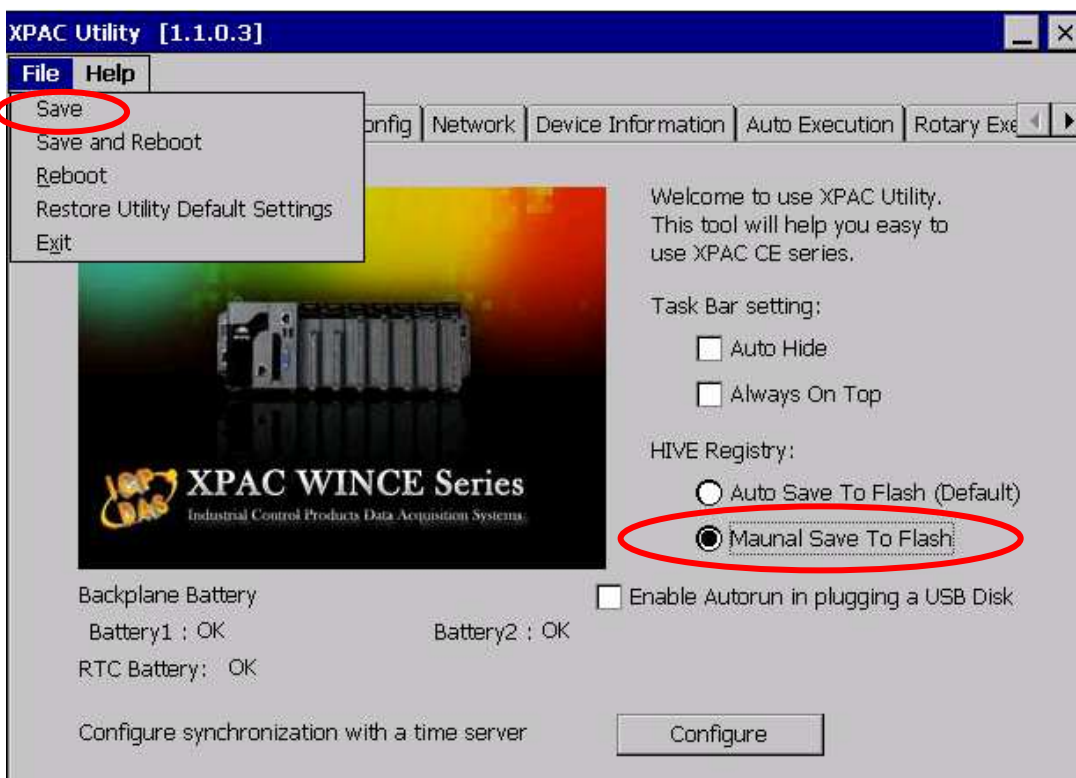 XPAC Utility [1.1.0.3]
File Help
Save
Save and Reboot
Reboot
Restore Utility Default Settings
Exit
onfig Network Device Information Auto Execution Rotary Exe
Welcome to use XPAC Utility.
This tool will help you easy to
use XPAC CE series.
Task Bar setting:
Auto Hide
Always On Top
HIVE Registry:
Auto Save To Flash (Default)
Maunal Save To Flash
ICP DAS
XPAC WINCE Series
Industrial Control Products Data Acquisition Systems
Backplane Battery
Enable Autorun in plugging a USB Disk
Battery1 : OK Battery2 : OK
RTC Battery: OK
Configure synchronization with a time server Configure